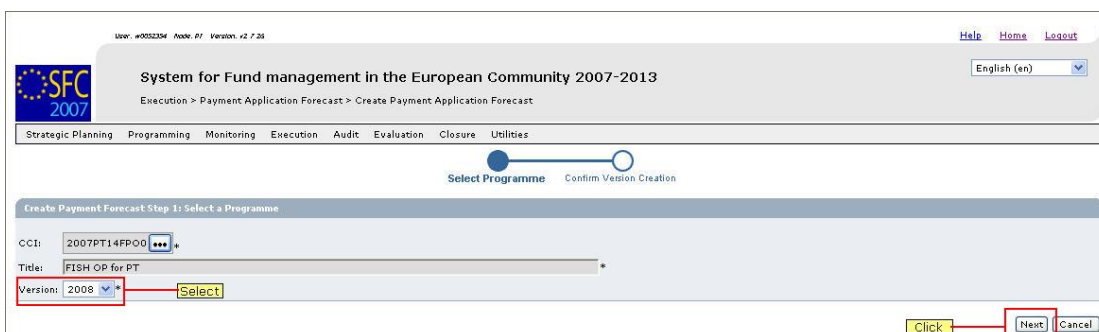 User. w0052354 Node. P1 Version. v2 7 26
Help Home Logout
SFC
2007
System for Fund management in the European Community 2007-2013
English (en)
Execution > Payment Application Forecast > Create Payment Application Forecast
Strategic Planning Programming Monitoring Execution Audit Evaluation Closure Utilities
Select Programme Confirm Version Creation
Create Payment Forecast Step 1: Select a Programme
CCI: 2007PT14FPO0 ... *
Title: FISH OP for PT *
Version: 2008 * Select
Click Next Cancel